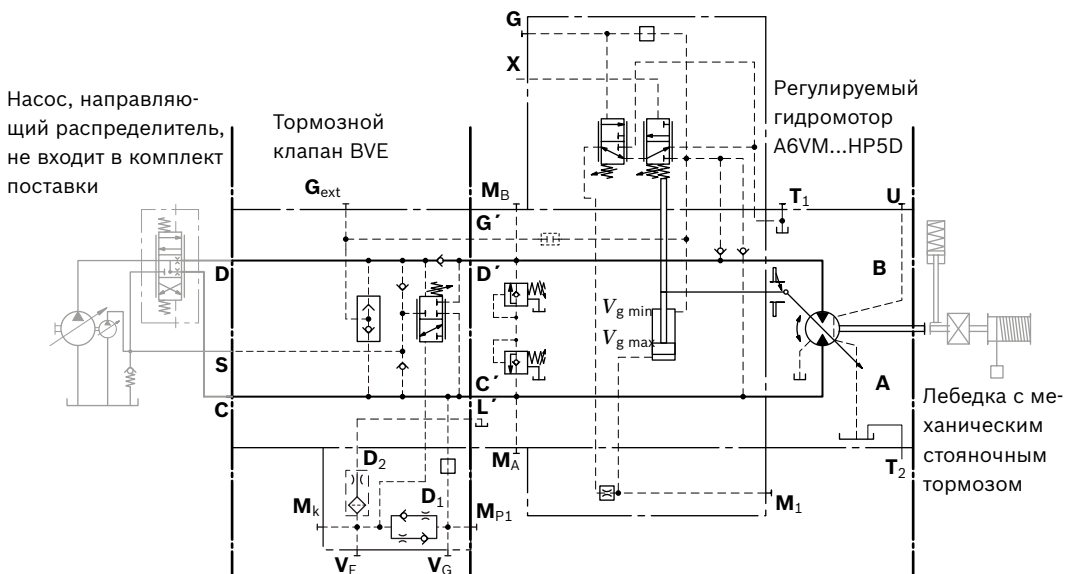 G
X
Насос, направляю-
щий распределитель,
не входит в комплект
поставки
Тормозной
клапан BVE
Регулируемый
гидромотор
A6VM...HP5D
Gext
MB
T1
U
G´
D
D´
B
Vg min
Vg max
S
C´
C
L´
A
Лебедка с ме-
ханическим
стояночным
тормозом
D2
MA
T2
Mk
D1
MP1
M1
VF
VG